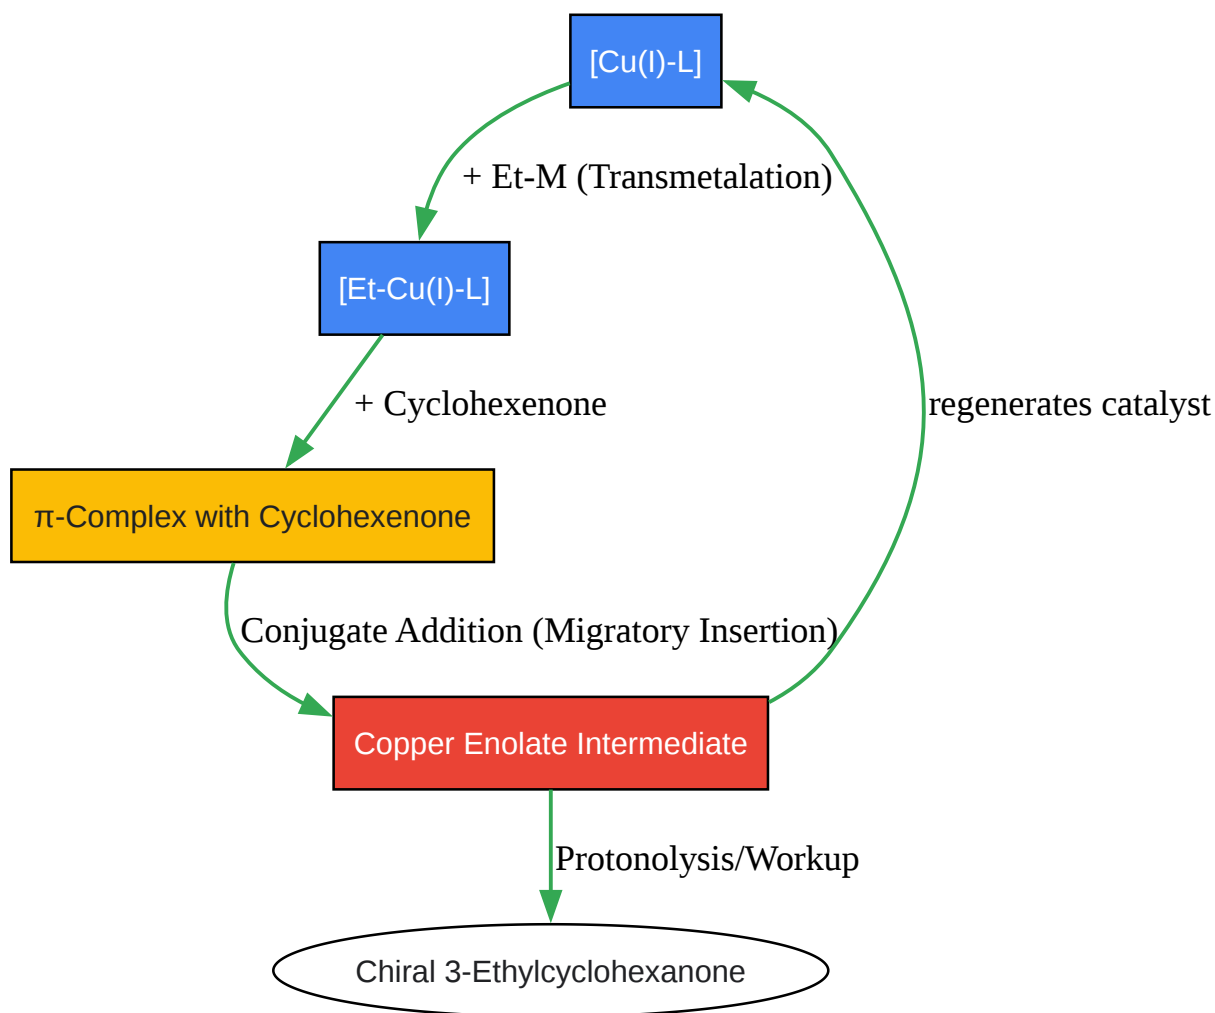 [Cu(I)-L]
+ Et-M (Transmetalation)
[Et-Cu(I)-L]
+ Cyclohexenone
regenerates catalyst
π-Complex with Cyclohexenone
Conjugate Addition (Migratory Insertion)
Copper Enolate Intermediate
Protonolysis/Workup
Chiral 3-Ethylcyclohexanone